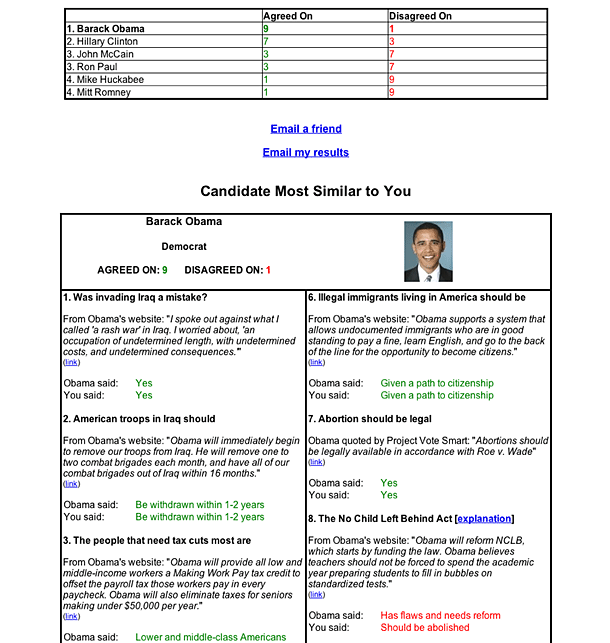 Agreed On Disagreed On
1. Barack Obama 9 1
2. Hillary Clinton 7 3
3. John McCain 3 7
3. Ron Paul 3 7
4. Mike Huckabee 1 9
4. Mitt Romney 1 9
Email a friend
Email my results
Candidate Most Similar to You
Barack Obama
Democrat
AGREED ON: 9 DISAGREED ON: 1
1. Was invading Iraq a mistake?
From Obama's website: "I spoke out against what I
called 'a rash war' in Iraq. I worried about, 'an
occupation of undetermined length, with undetermined
costs, and undetermined consequences.'"
(link)
Obama said: Yes
You said: Yes
2. American troops in Iraq should
From Obama's website: "Obama will immediately begin
to remove our troops from Iraq. He will remove one to
two combat brigades each month, and have all of our
combat brigades out of Iraq within 16 months."
(link)
Obama said: Be withdrawn within 1-2 years
You said: Be withdrawn within 1-2 years
3. The people that need tax cuts most are
From Obama's website: "Obama will provide all low and
middle-income workers a Making Work Pay tax credit to
offset the payroll tax those workers pay in every
paycheck. Obama will also eliminate taxes for seniors
making under $50,000 per year."
(link)
Obama said: Lower and middle-class Americans
6. Illegal immigrants living in America should be
From Obama's website: "Obama supports a system that
allows undocumented immigrants who are in good
standing to pay a fine, learn English, and go to the back
of the line for the opportunity to become citizens."
(link)
Obama said: Given a path to citizenship
You said: Given a path to citizenship
7. Abortion should be legal
Obama quoted by Project Vote Smart: "Abortions should
be legally available in accordance with Roe v. Wade"
(link)
Obama said: Yes
You said: Yes
8. The No Child Left Behind Act [explanation]
From Obama's website: "Obama will reform NCLB,
which starts by funding the law. Obama believes
teachers should not be forced to spend the academic
year preparing students to fill in bubbles on
standardized tests."
(link)
Obama said: Has flaws and needs reform
You said: Should be abolished